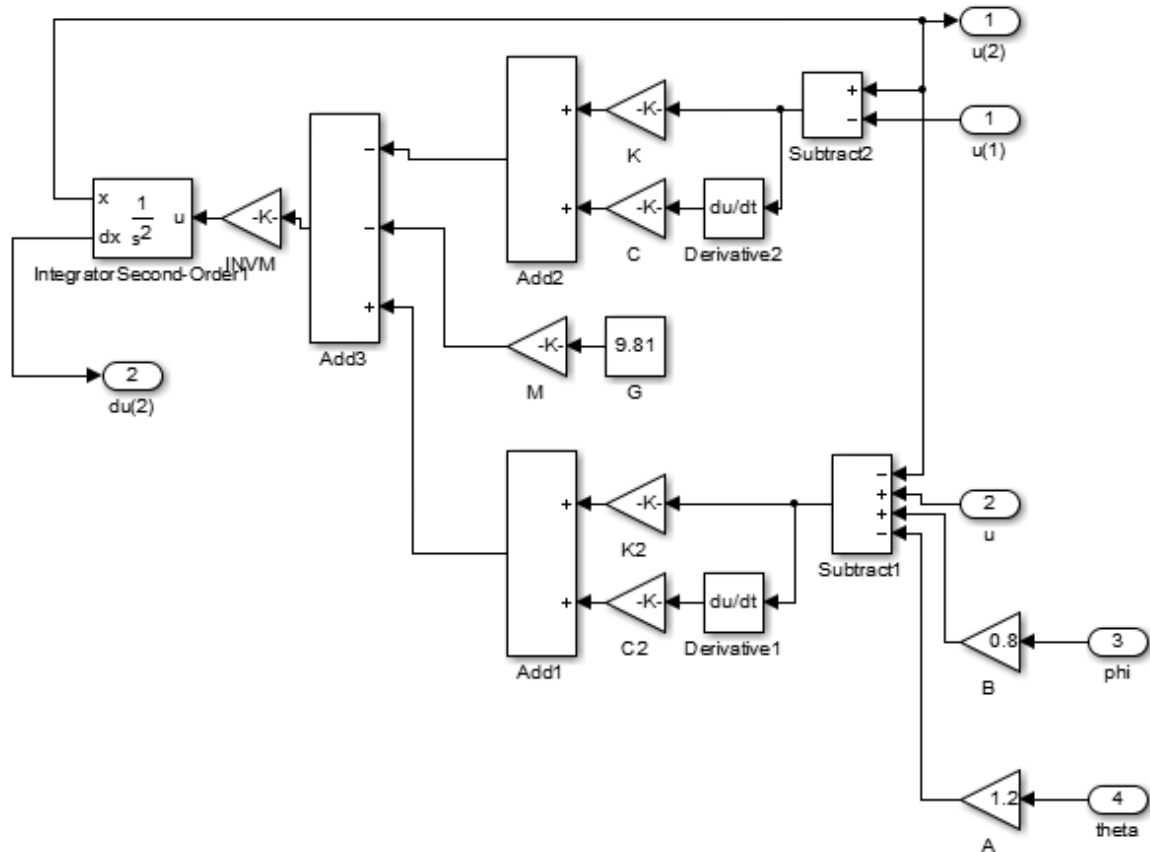 1
u(2)
+
−
Subtract2
1
u(1)
-K-
K
+
+
Add2
-K-
C
du/dt
Derivative2
x
dx
1
s2
u
IntegratorSecond-Order1
-K-
INVM
−
−
+
Add3
-K-
M
9.81
G
2
du(2)
−
+
+
−
Subtract1
2
u
-K-
K2
+
+
Add1
-K-
C2
du/dt
Derivative1
0.8
B
3
phi
1.2
A
4
theta